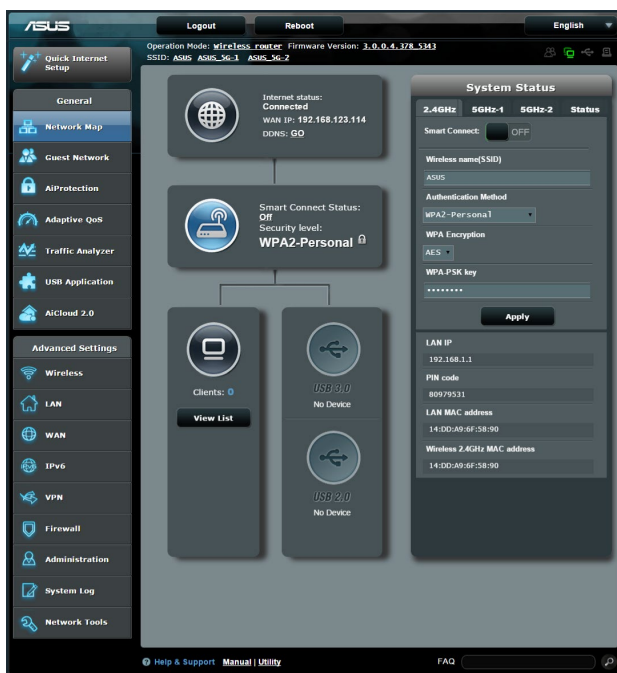 ASUS
Logout
Reboot
English
Operation Mode: Wireless router Firmware Version: 3.0.0.4.378_5343
SSID: ASUS ASUS_5G-1 ASUS_5G-2
Quick Internet Setup
General
Network Map
Guest Network
AiProtection
Adaptive QoS
Traffic Analyzer
USB Application
AiCloud 2.0
Advanced Settings
Wireless
LAN
WAN
IPv6
VPN
Firewall
Administration
System Log
Network Tools
Internet status:
Connected
WAN IP: 192.168.123.114
DDNS: GO
Smart Connect Status:
Off
Security level:
WPA2-Personal
Clients: 0
View List
USB 3.0
No Device
USB 2.0
No Device
System Status
2.4GHz 5GHz-1 5GHz-2 Status
Smart Connect: OFF
Wireless name(SSID)
ASUS
Authentication Method
WPA2-Personal
WPA Encryption
AES
WPA-PSK key
••••••••
Apply
LAN IP
192.168.1.1
PIN code
80979531
LAN MAC address
14:DD:A9:6F:58:90
Wireless 2.4GHz MAC address
14:DD:A9:6F:58:90
Help & Support Manual | Utility
FAQ